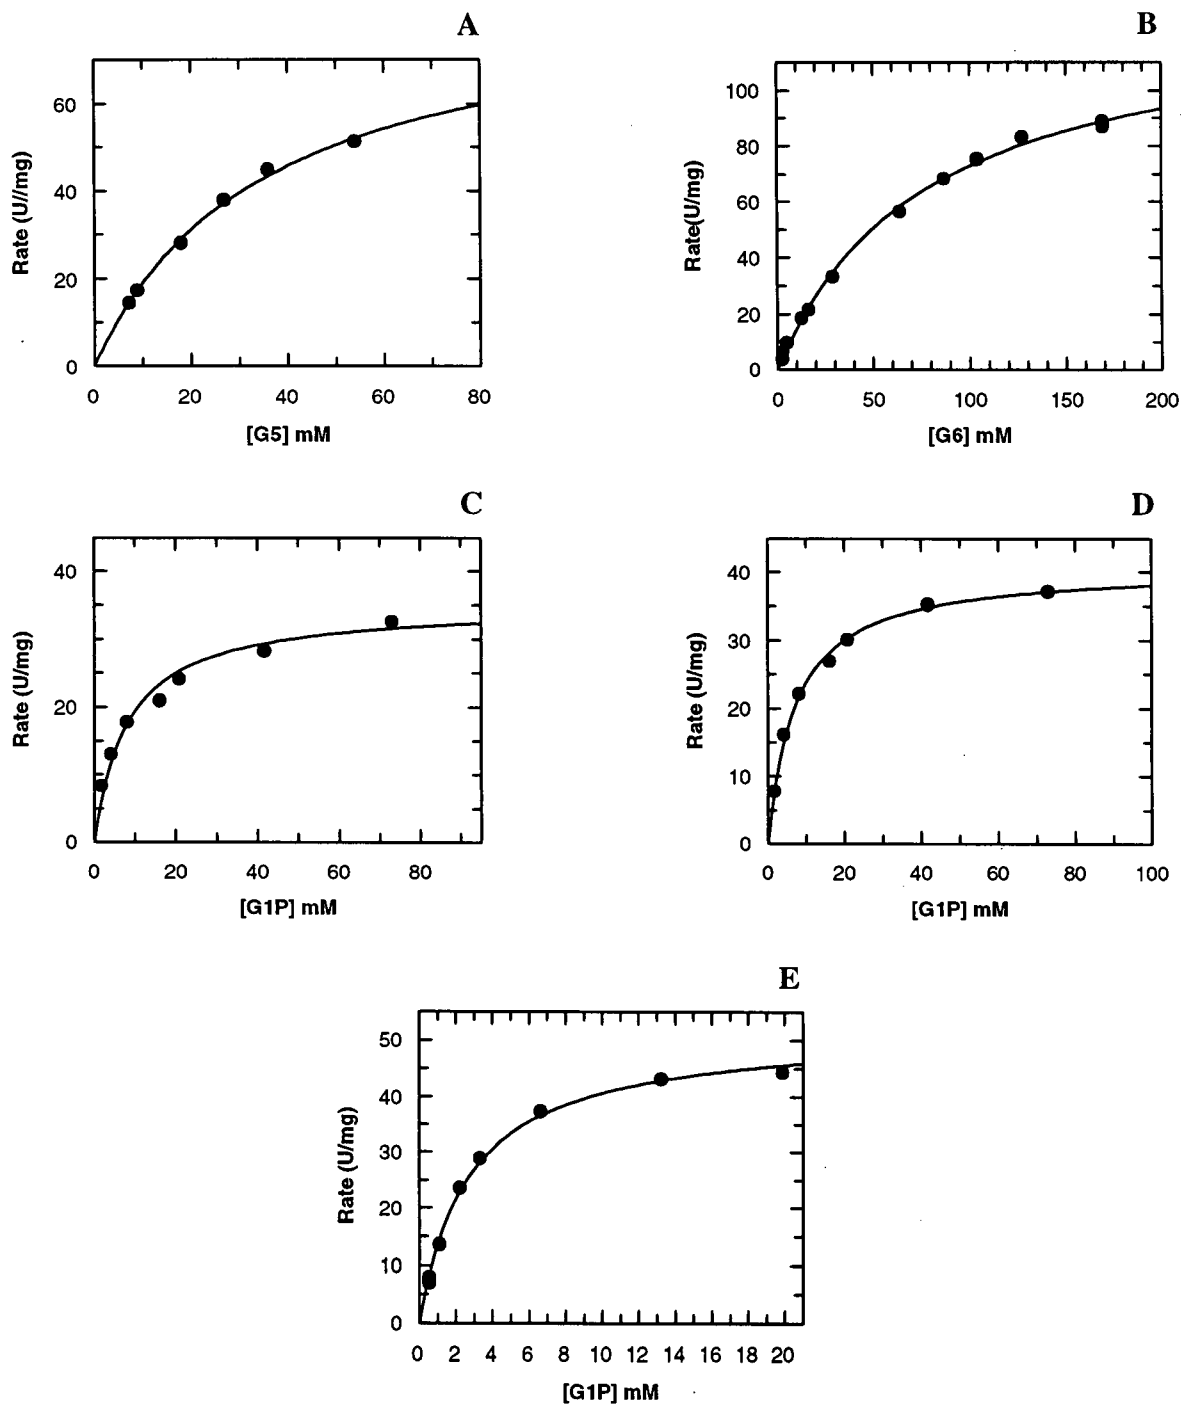 A
60
40
20
0
Rate (U//mg)
0 20 40 60 80
[G5] mM
B
100
80
60
40
20
0
Rate(U/mg)
0 50 100 150 200
[G6] mM
C
40
20
0
Rate (U/mg)
0 20 40 60 80
[G1P] mM
D
40
30
20
10
0
Rate (U/mg)
0 20 40 60 80 100
[G1P] mM
E
50
40
30
20
10
0
Rate (U/mg)
0 2 4 6 8 10 12 14 16 18 20
[G1P] mM